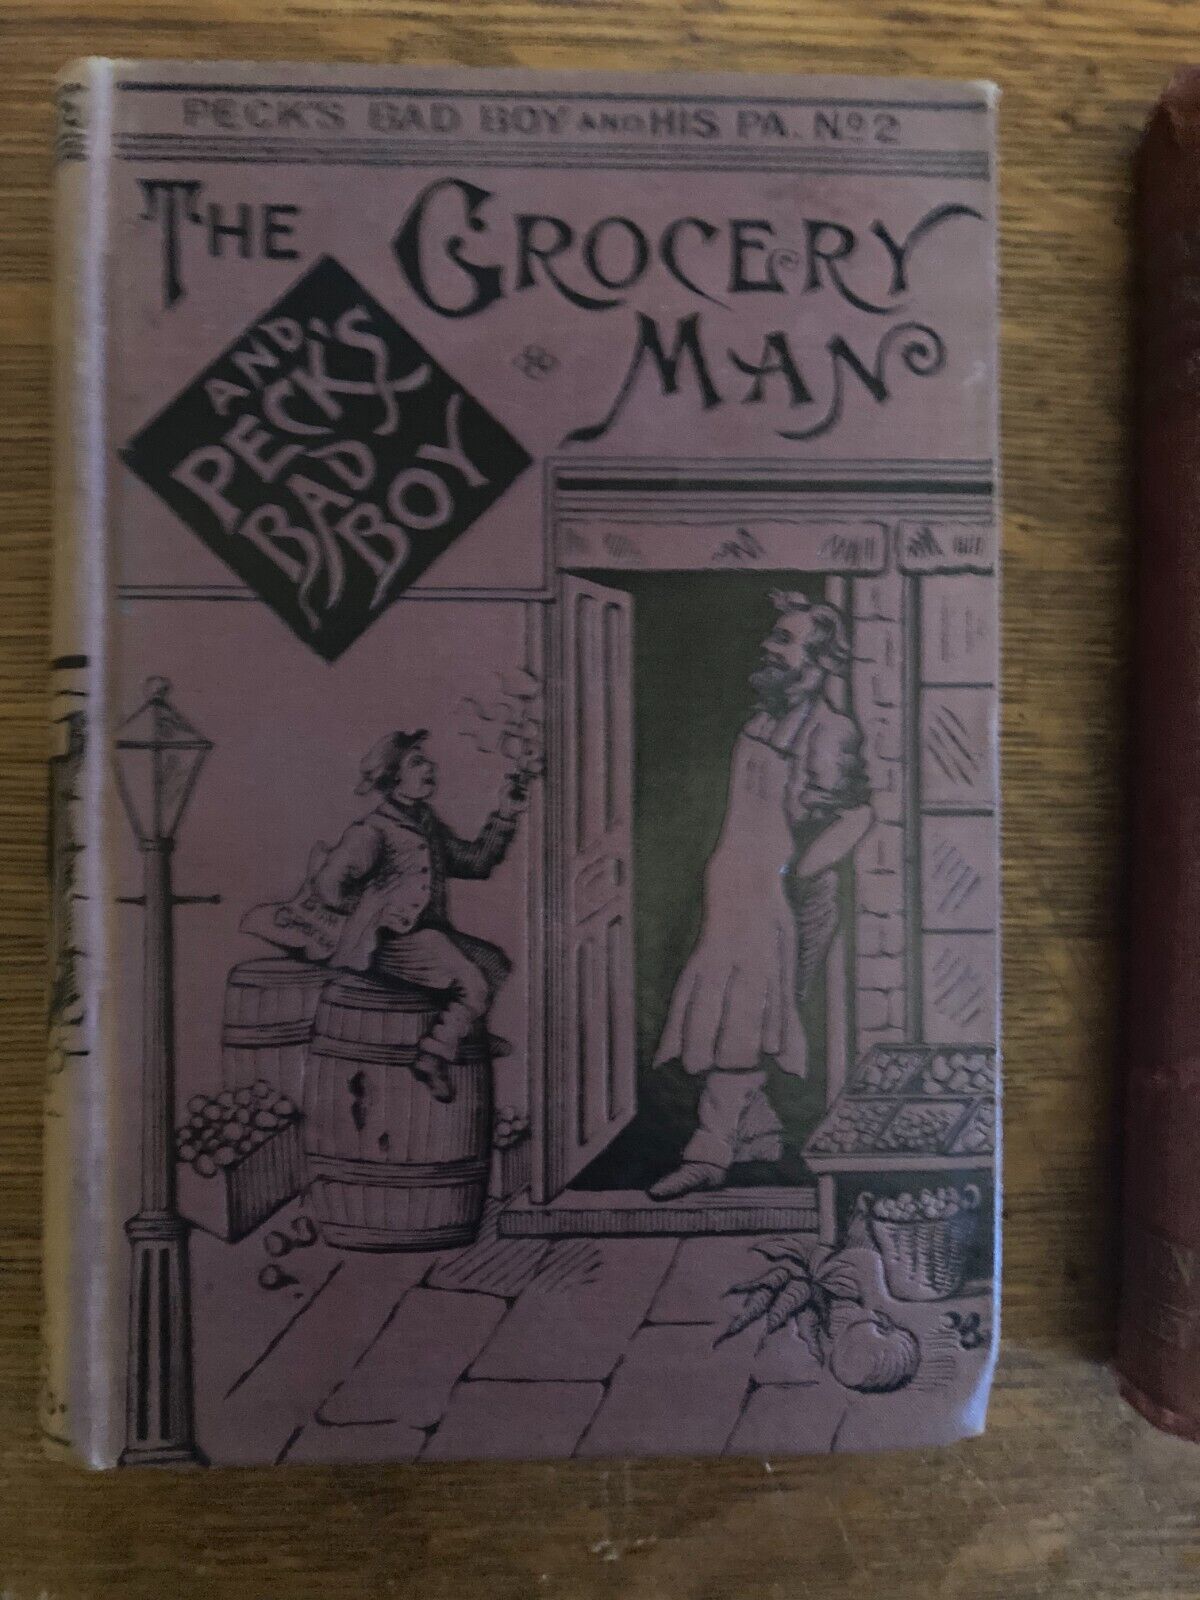 PECK'S BAD BOY AND HIS PA. Nº 2
THE GROCERY
MAN
AND
PECK'S
BAD
BOY